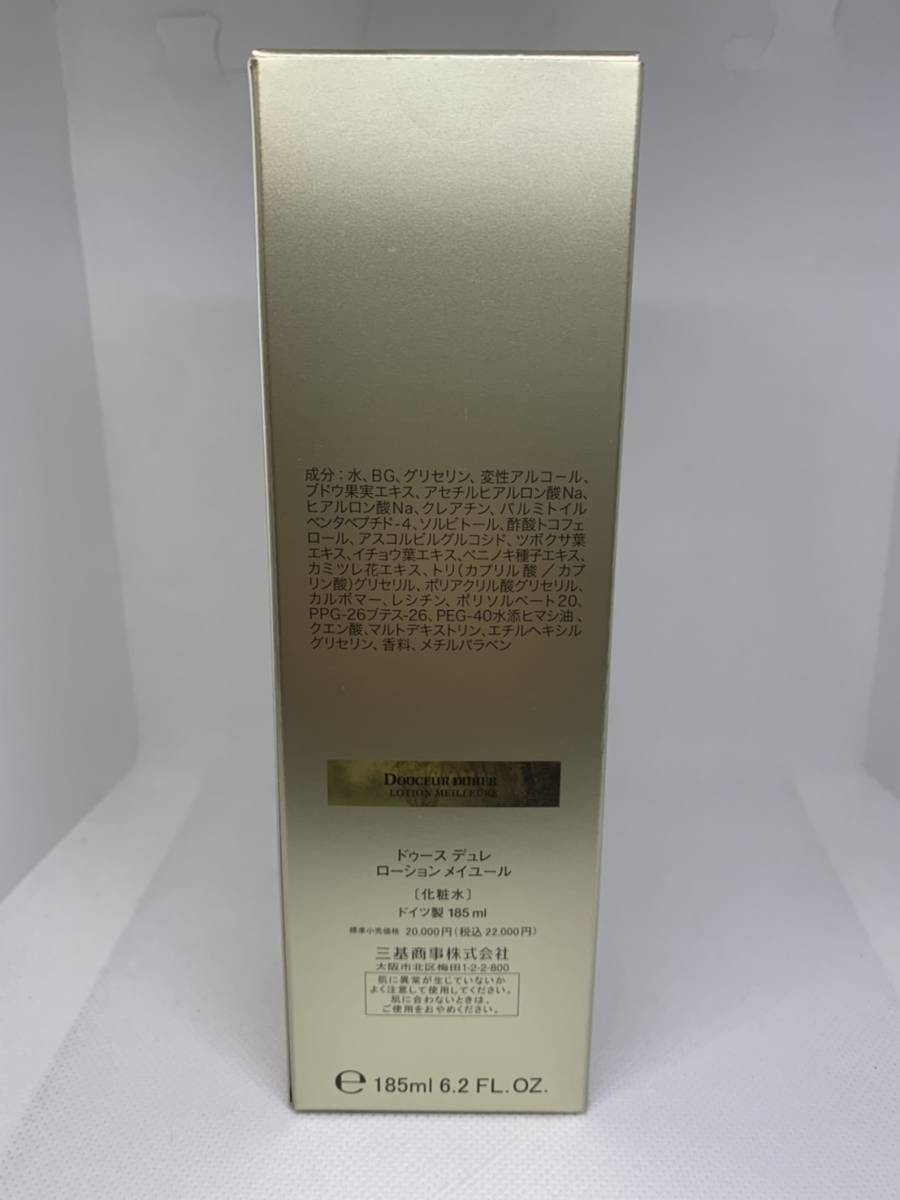 成分：水、BG、グリセリン、変性アルコール、
ブドウ果実エキス、アセチルヒアルロン酸Na、
ヒアルロン酸Na、クレアチン、パルミトイル
ペンタペプチド-4、ソルビトール、酢酸トコフェ
ロール、アスコルビルグルコシド、ツボクサ葉
エキス、イチョウ葉エキス、ベニノキ種子エキス、
カミツレ花エキス、トリ(カプリル酸／カプ
リン酸)グリセリル、ポリアクリル酸グリセリル、
カルボマー、レシチン、ポリソルベート20、
PPG-26ブテス-26、PEG-40水添ヒマシ油、
クエン酸、マルトデキストリン、エチルヘキシル
グリセリン、香料、メチルパラベン
DOUCEUR DURER
LOTION MEILLEURE
ドゥース デュレ
ローション メイユール
［化粧水］
ドイツ製 185ml
標準小売価格 20,000円(税込22,000円)
三基商事株式会社
大阪市北区梅田1-2-2-800
肌に異常が生じていないか
よく注意して使用してください。
肌に合わないときは、
ご使用をおやめください。
℮ 185ml 6.2 FL.OZ.